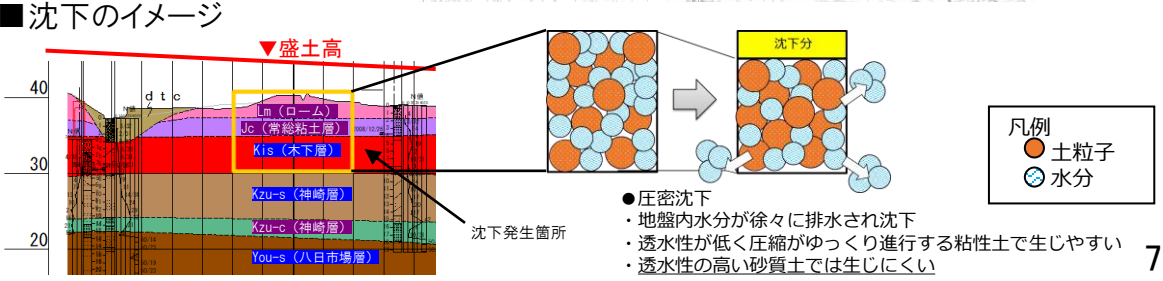 ■沈下のイメージ
▼盛土高
沈下分
40
dtc
Lm（ローム）
Jc（常総粘土層）
凡例
土粒子
水分
Kis（木下層）
30
Kzu-s（神崎層）
●圧密沈下
・地盤内水分が徐々に排水され沈下
沈下発生箇所
Kzu-c（神崎層）
・透水性が低く圧縮がゆっくり進行する粘性土で生じやすい
20
You-s（八日市場層）
・透水性の高い砂質土では生じにくい
7